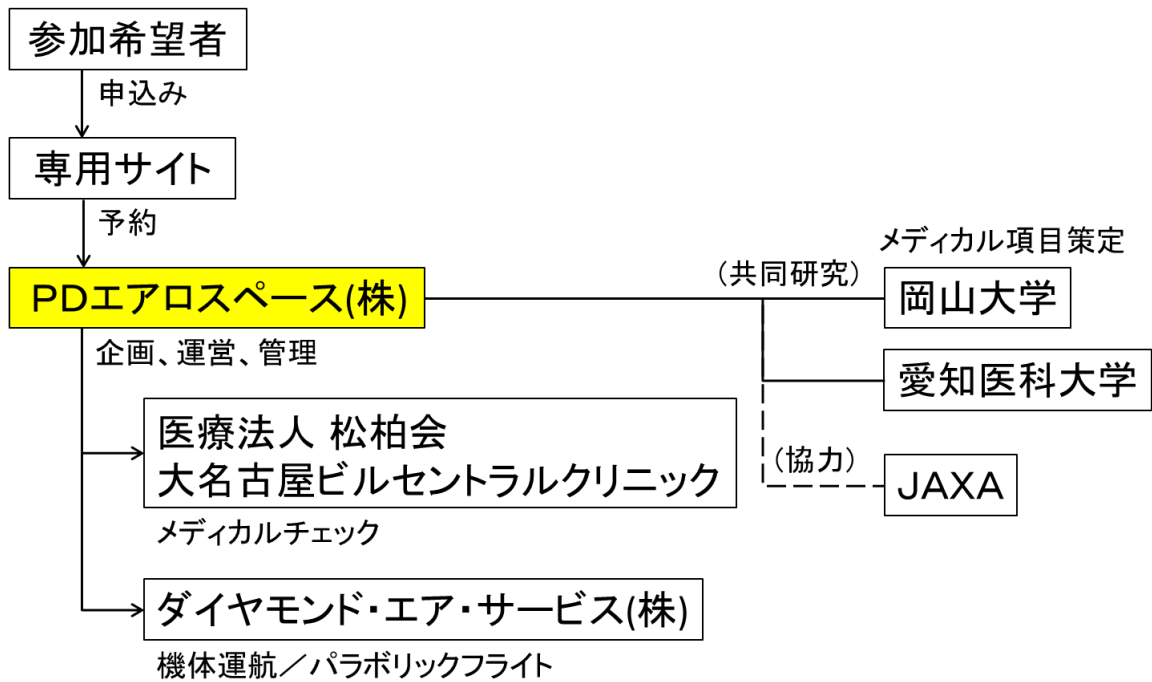 参加希望者
申込み
専用サイト
予約
PDエアロスペース(株)
企画、運営、管理
医療法人 松柏会
大名古屋ビルセントラルクリニック
メディカルチェック
ダイヤモンド・エア・サービス(株)
機体運航／パラボリックフライト
（共同研究）
メディカル項目策定
岡山大学
愛知医科大学
（協力）
JAXA